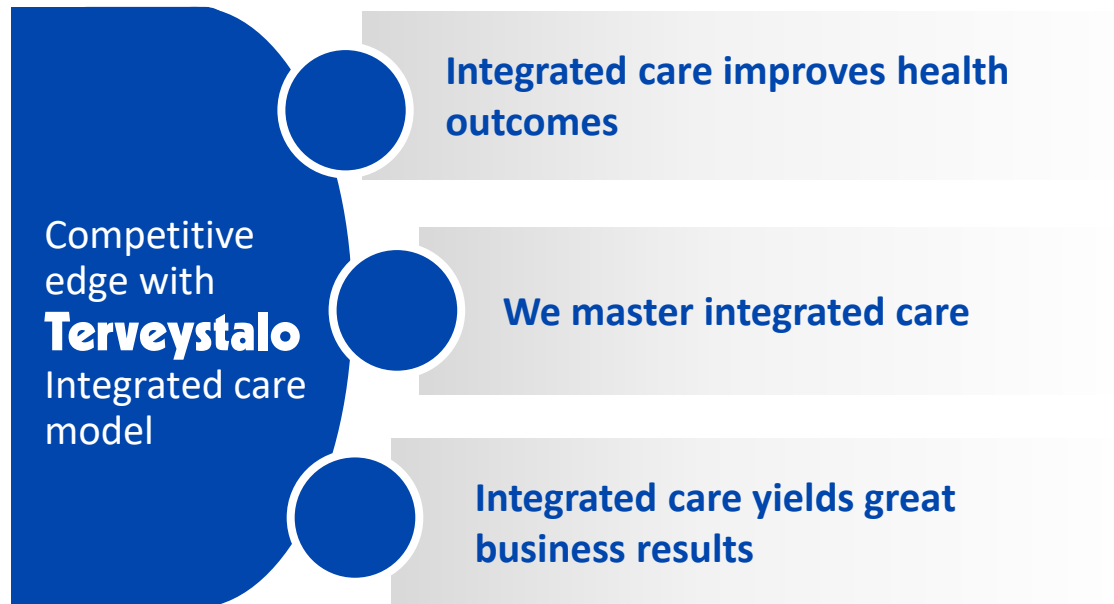 Integrated care improves health
outcomes
Competitive
edge with
Terveystalo
Integrated care
model
We master integrated care
Integrated care yields great
business results